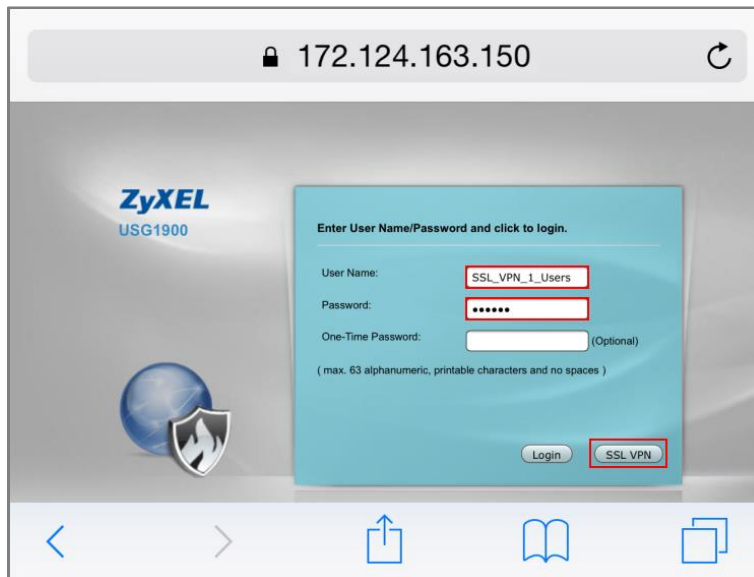 172.124.163.150
ZyXEL
USG1900
Enter User Name/Password and click to login.
User Name:
SSL_VPN_1_Users
Password:
••••••
One-Time Password:
(Optional)
( max. 63 alphanumeric, printable characters and no spaces )
Login
SSL VPN